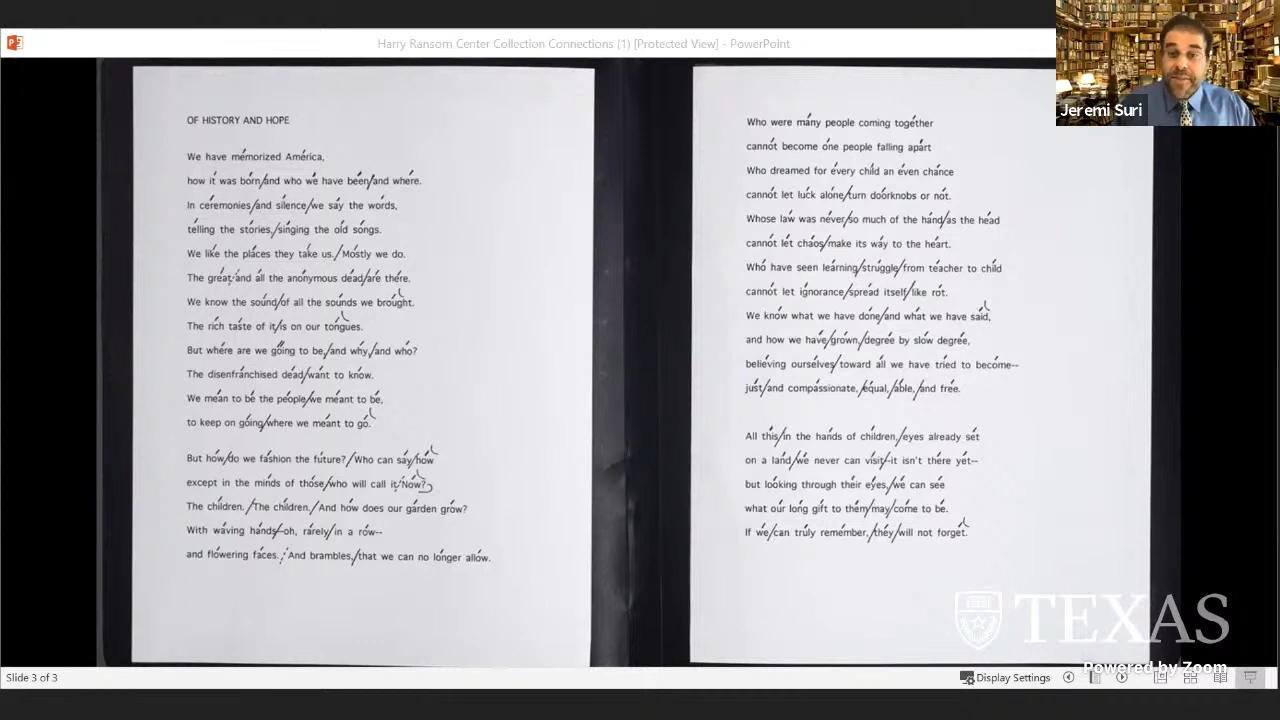 Harry Ransom Center Collection Connections (1) [Protected View] - PowerPoint
Jeremi Suri
OF HISTORY AND HOPE
We have memorized America,
how it was born/and who we have been/and where.
In ceremonies/and silence/we say the words,
telling the stories,/singing the old songs.
We like the places they take us./Mostly we do.
The great/and all the anonymous dead/are there.
We know the sound/of all the sounds we brought.
The rich taste of it/is on our tongues.
But where are we going to be,/and why,/and who?
The disenfranchised dead/want to know.
We mean to be the people/we meant to be,
to keep on going/where we meant to go.
But how/do we fashion the future?/Who can say/how
except in the minds of those/who will call it/Now?
The children./The children./And how does our garden grow?
With waving hands/—oh, rarely/in a row--
and flowering faces./And brambles,/that we can no longer allow.
Who were many people coming together
cannot become one people falling apart
Who dreamed for every child an even chance
cannot let luck alone/turn doorknobs or not.
Whose law was never/so much of the hand/as the head
cannot let chaos/make its way to the heart.
Who have seen learning/struggle/from teacher to child
cannot let ignorance/spread itself/like rot.
We know what we have done/and what we have said,
and how we have/grown,/degree by slow degree,
believing ourselves/toward all we have tried to become--
just/and compassionate,/equal,/able,/and free.
All this/in the hands of children,/eyes already set
on a land/we never can visit/—it isn't there yet--
but looking through their eyes,/we can see
what our long gift to them/may/come to be.
If we/can truly remember,/they/will not forget.
TEXAS
Powered by Zoom
Slide 3 of 3
Display Settings